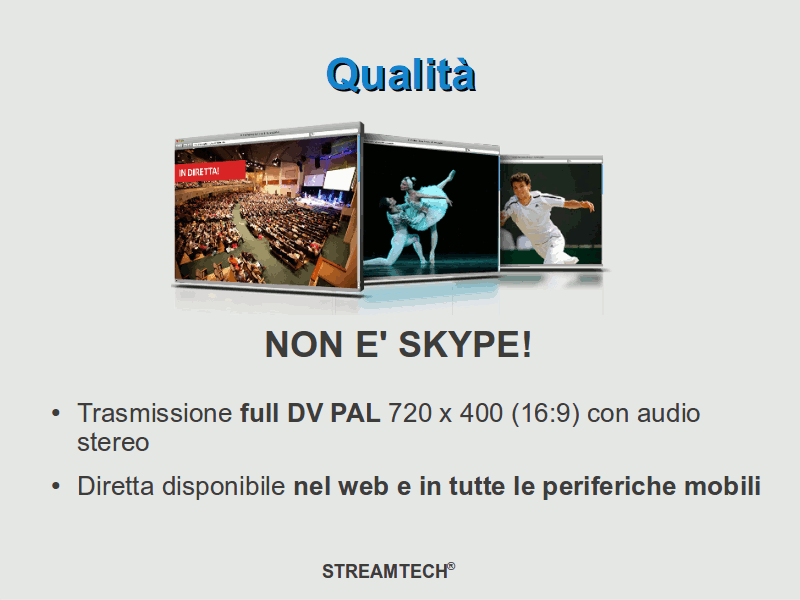 Qualità
IN DIRETTA!
NON E' SKYPE!
• Trasmissione full DV PAL 720 x 400 (16:9) con audio
stereo
• Diretta disponibile nel web e in tutte le periferiche mobili
STREAMTECH®